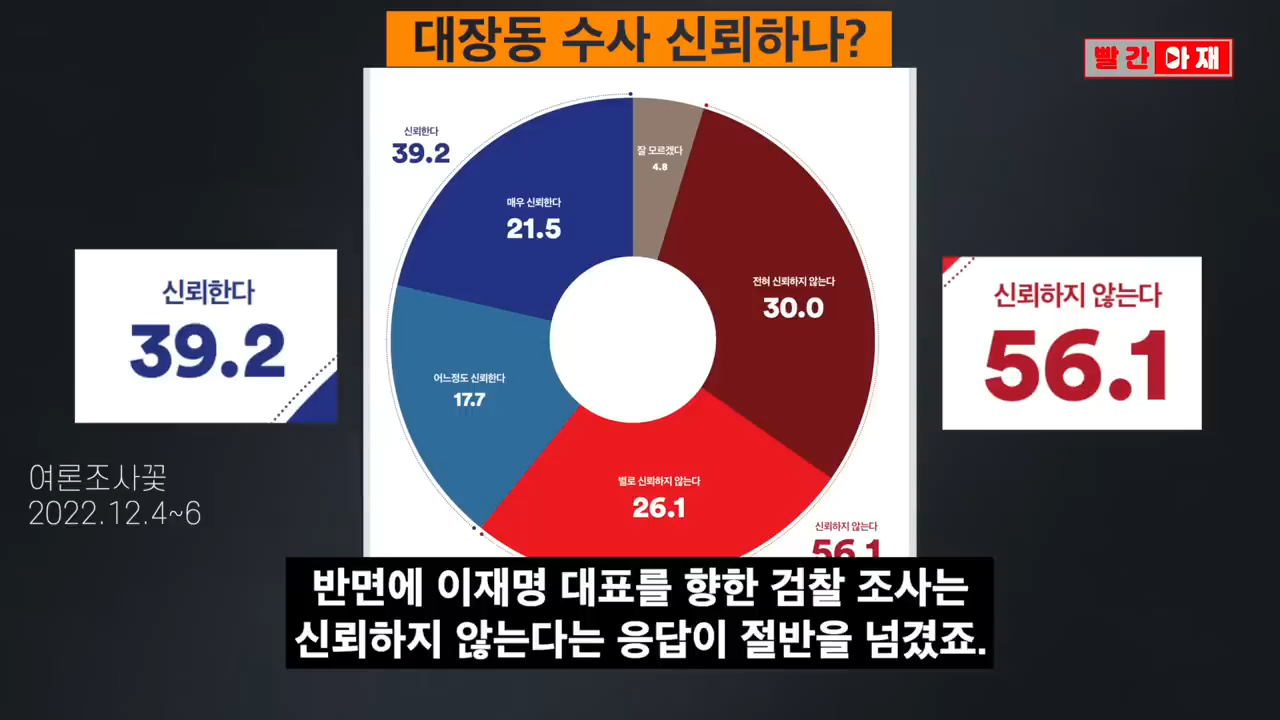 대장동 수사 신뢰하나?
빨간아재
신뢰한다
39.2
잘 모르겠다
4.8
매우 신뢰한다
21.5
전혀 신뢰하지 않는다
30.0
신뢰한다
39.2
신뢰하지 않는다
56.1
어느정도 신뢰한다
17.7
별로 신뢰하지 않는다
26.1
여론조사꽃
2022.12.4~6
신뢰하지 않는다
56.1
반면에 이재명 대표를 향한 검찰 조사는
신뢰하지 않는다는 응답이 절반을 넘겼죠.